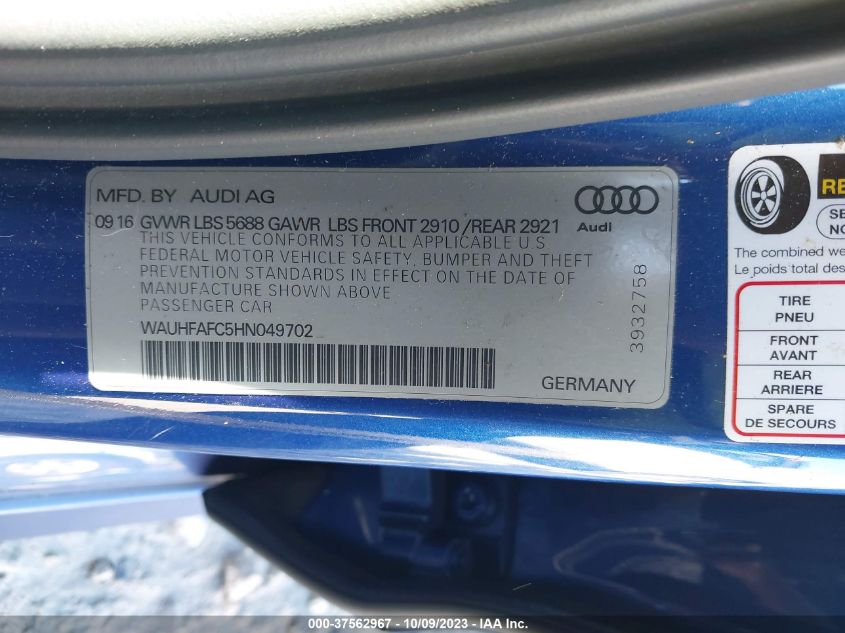 MFD. BY AUDI AG
09 16 GVWR LBS 5688 GAWR LBS FRONT 2910 /REAR 2921
THIS VEHICLE CONFORMS TO ALL APPLICABLE U.S
FEDERAL MOTOR VEHICLE SAFETY, BUMPER AND THEFT
PREVENTION STANDARDS IN EFFECT ON THE DATE OF
MANUFACTURE SHOWN ABOVE
PASSENGER CAR
WAUHFAFC5HN049702
GERMANY
Audi
3932758
The combined
Le poids total des
TIRE
PNEU
FRONT
AVANT
REAR
ARRIERE
SPARE
DE SECOURS
000-37562967 - 10/09/2023 - IAA Inc.